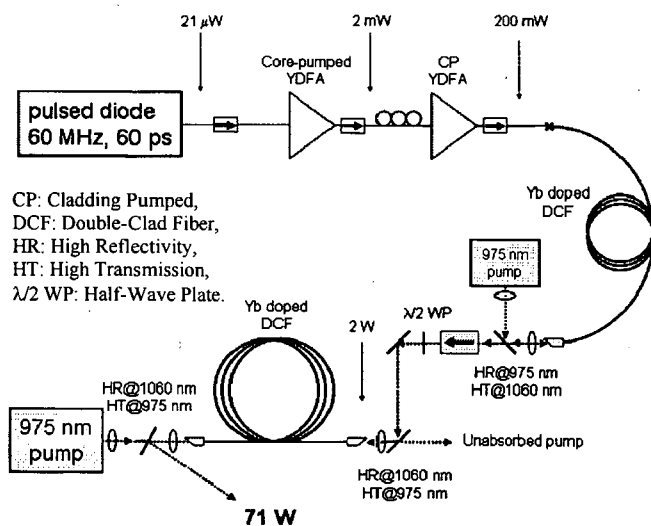 21 µW
2 mW
200 mW
Core-pumped
YDFA
CP
YDFA
pulsed diode
60 MHz, 60 ps
CP: Cladding Pumped,
DCF: Double-Clad Fiber,
HR: High Reflectivity,
HT: High Transmission,
λ/2 WP: Half-Wave Plate.
Yb doped
DCF
975 nm
pump
Yb doped
DCF
2 W
λ/2 WP
HR@975 nm
HT@1060 nm
HR@1060 nm
HT@975 nm
975 nm
pump
Unabsorbed pump
HR@1060 nm
HT@975 nm
71 W